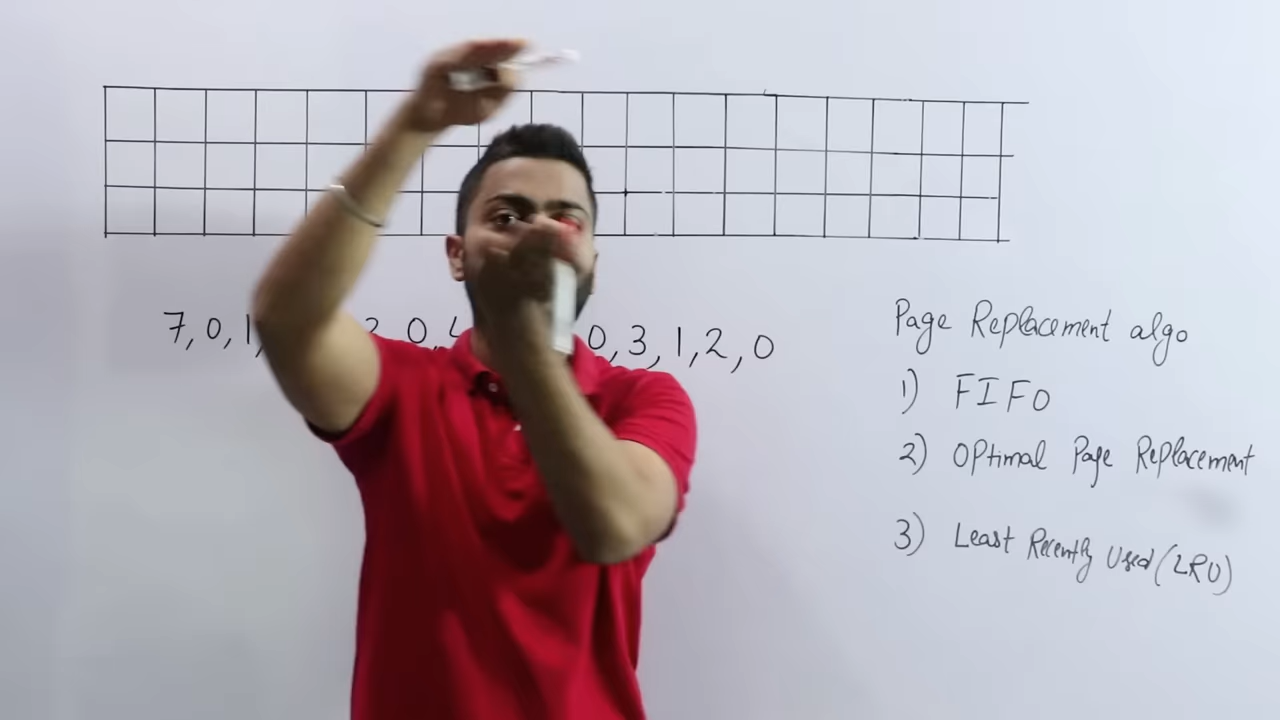 7, 0, 1, 2, 0, 0, 3, 1, 2, 0
Page Replacement algo
1) FIFO
2) Optimal Page Replacement
3) Least Recently Used (LRU)